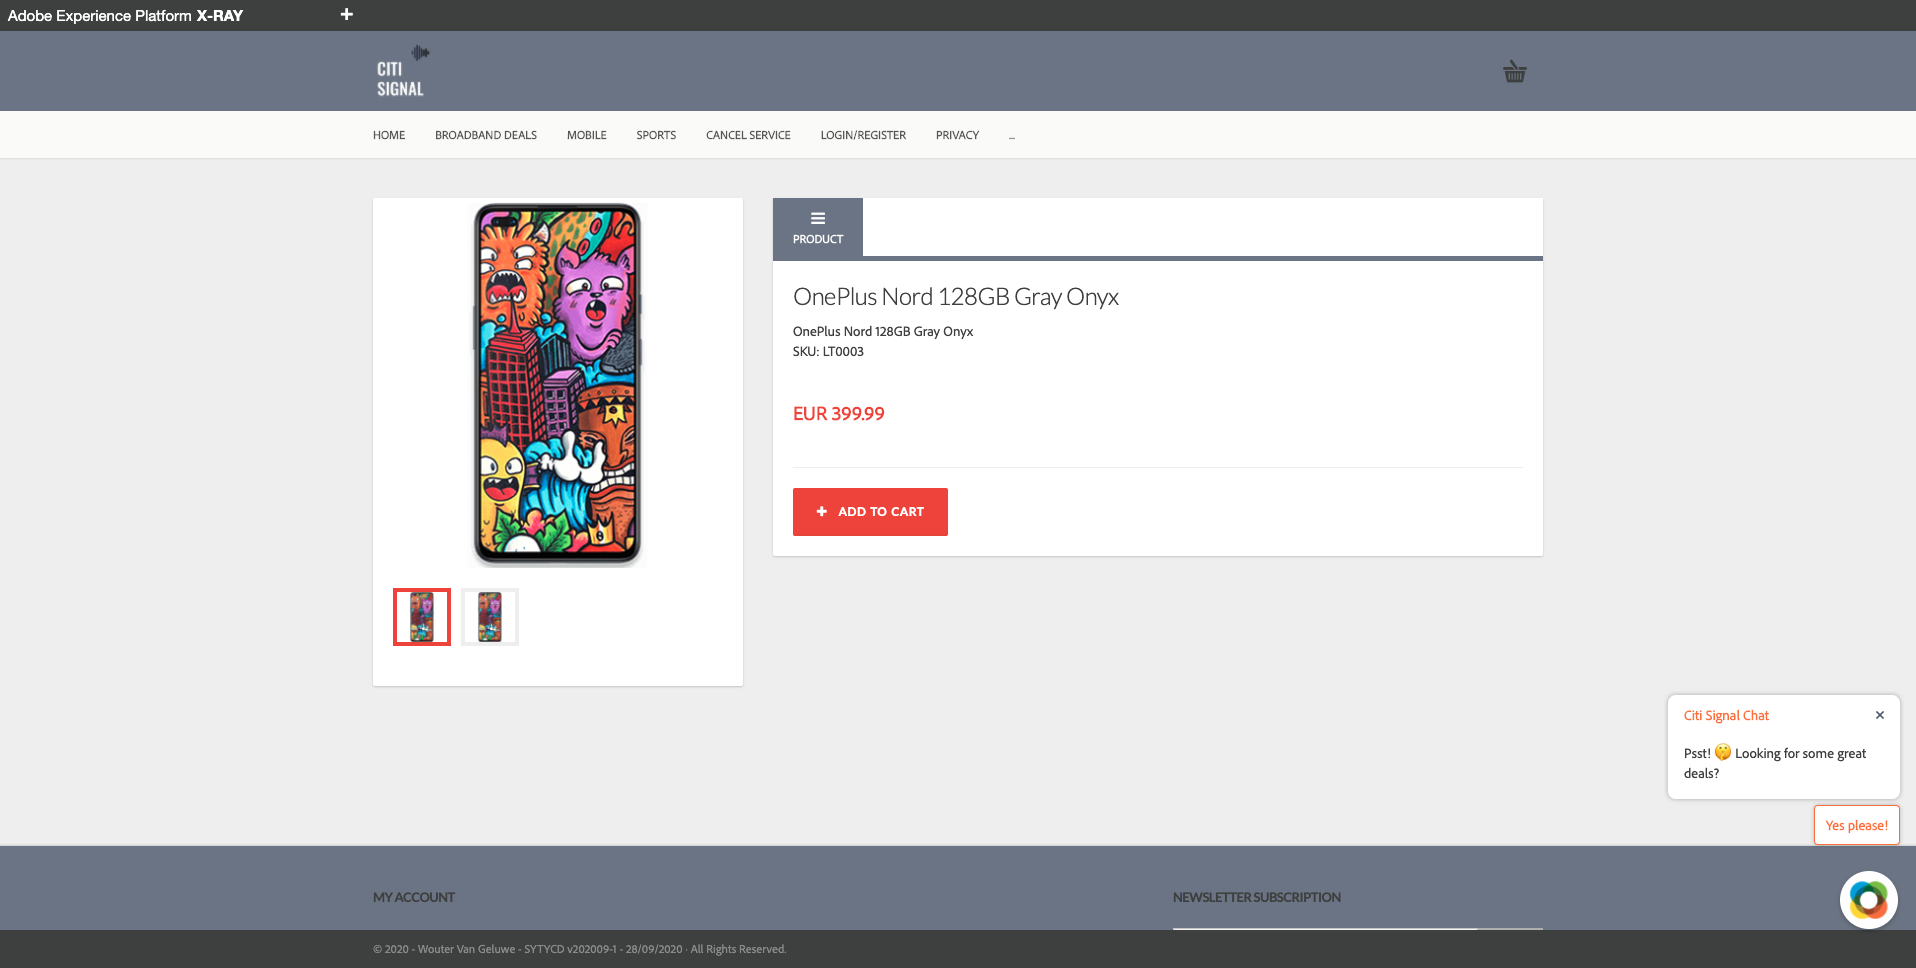 Adobe Experience Platform X-RAY
CITI
SIGNAL
HOME BROADBAND DEALS MOBILE SPORTS CANCEL SERVICE LOGIN/REGISTER PRIVACY ...
PRODUCT
OnePlus Nord 128GB Gray Onyx
OnePlus Nord 128GB Gray Onyx
SKU: LT0003
EUR 399.99
ADD TO CART
Citi Signal Chat
Psst! 🤫 Looking for some great
deals?
Yes please!
MY ACCOUNT NEWSLETTER SUBSCRIPTION
© 2020 - Wouter Van Geluwe - SYTYCD v202009-1 - 28/09/2020 · All Rights Reserved.